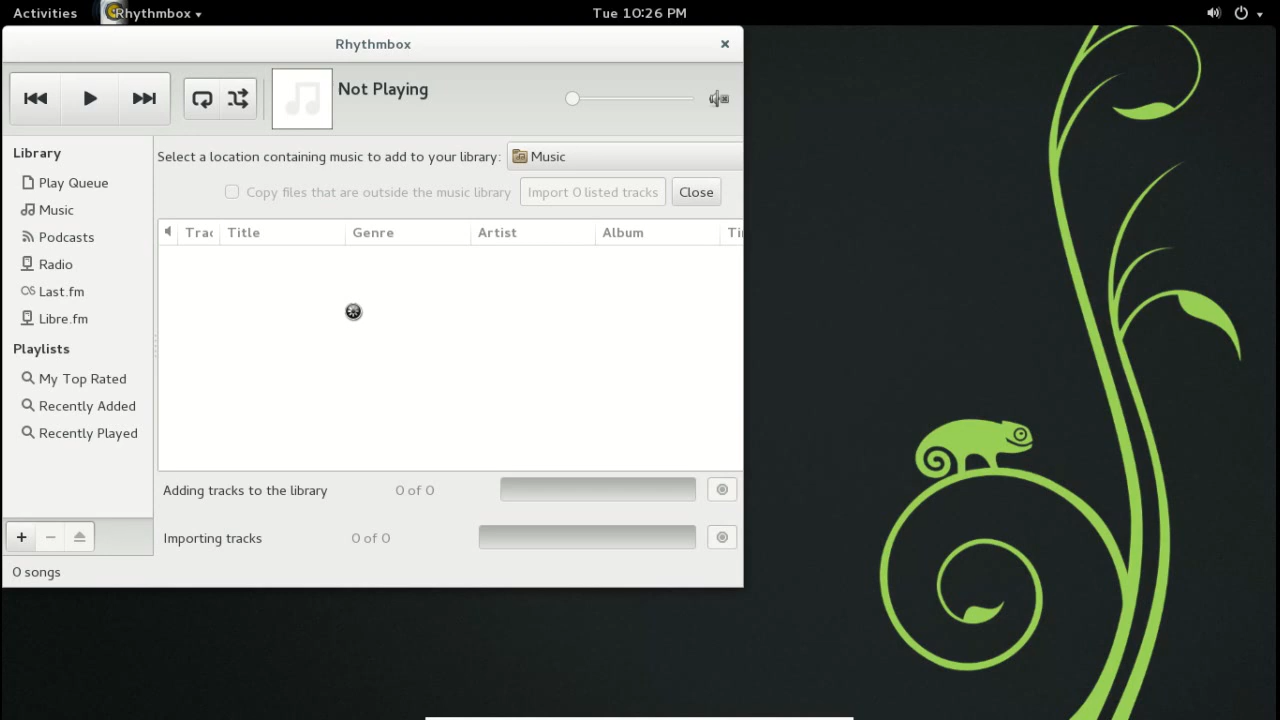 Activities Rhythmbox Tue 10:26 PM
Rhythmbox
Not Playing
Library
Play Queue
Music
Podcasts
Radio
Last.fm
Libre.fm
Playlists
My Top Rated
Recently Added
Recently Played
Select a location containing music to add to your library: Music
Copy files that are outside the music library Import 0 listed tracks Close
Trac Title Genre Artist Album Ti
Adding tracks to the library 0 of 0
Importing tracks 0 of 0
0 songs